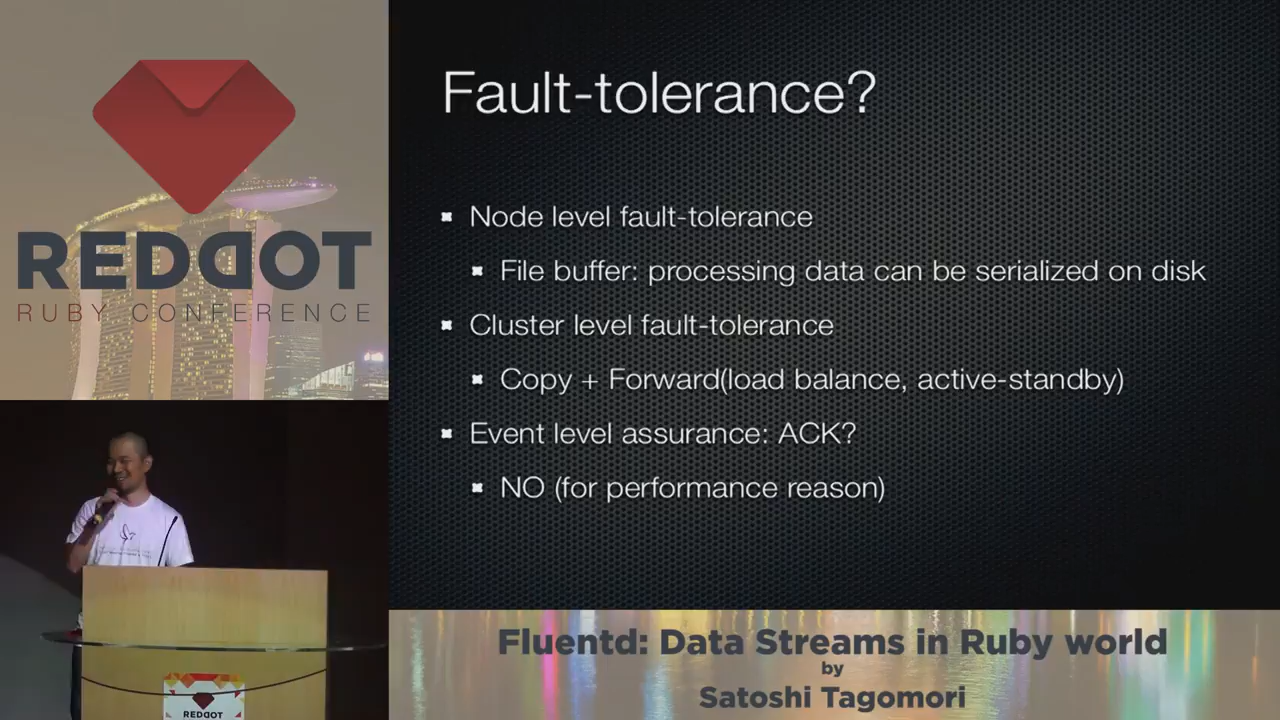 REDDOT
RUBY CONFERENCE
Fault-tolerance?
Node level fault-tolerance
File buffer: processing data can be serialized on disk
Cluster level fault-tolerance
Copy + Forward(load balance, active-standby)
Event level assurance: ACK?
NO (for performance reason)
REDDOT
Fluentd: Data Streams in Ruby world
by
Satoshi Tagomori